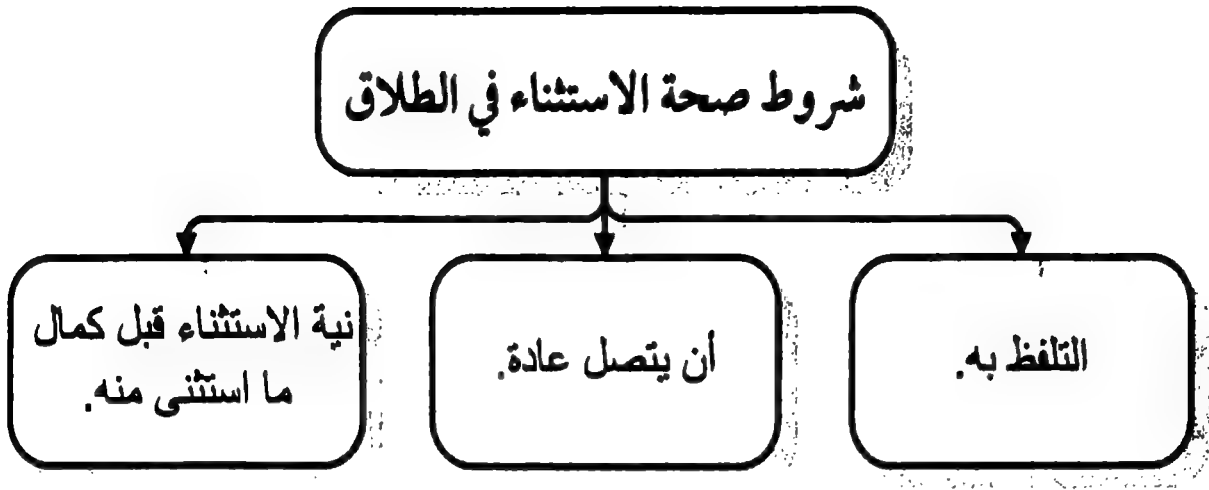 شروط صحة الاستثناء في الطلاق
التلفظ به.
أن يتصل عادة.
نية الاستثناء قبل كمال
ما استثنى منه.